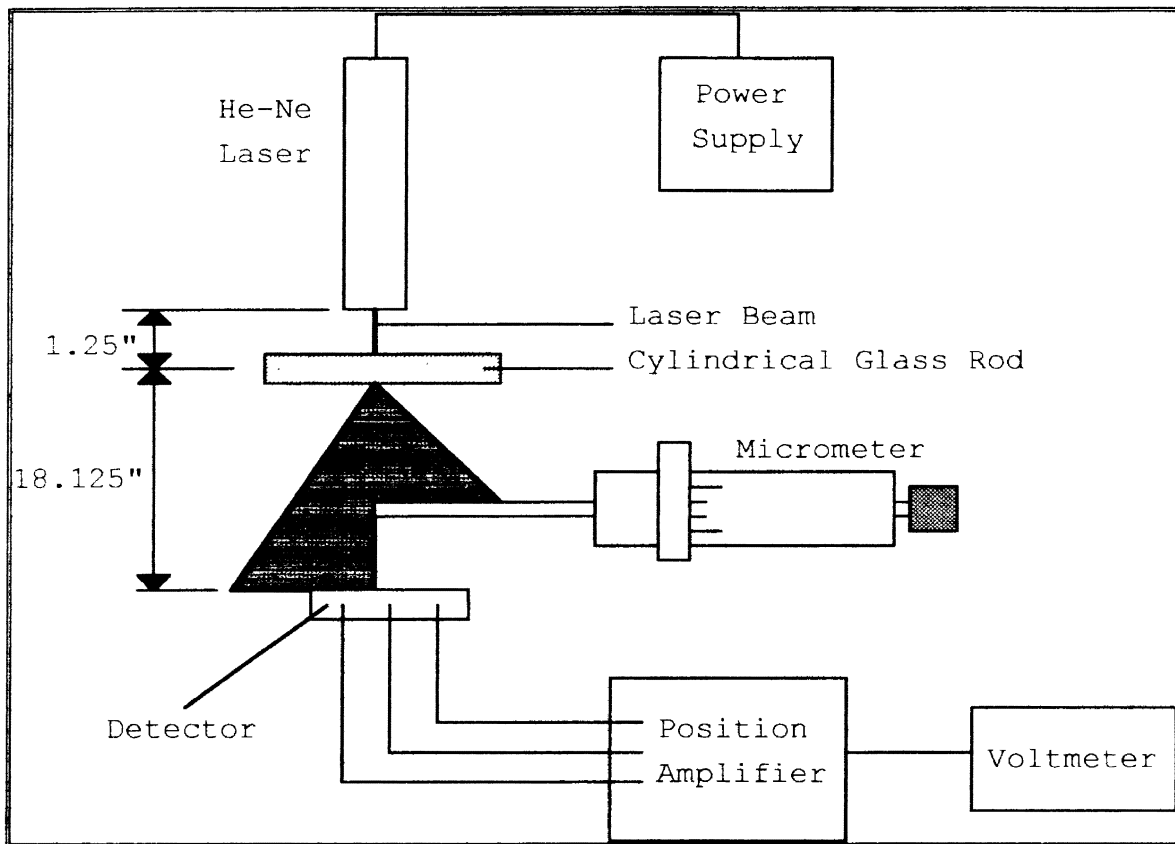 He-Ne
Laser
Power
Supply
1.25"
Laser Beam
Cylindrical Glass Rod
18.125"
Micrometer
Detector
Position
Amplifier
Voltmeter